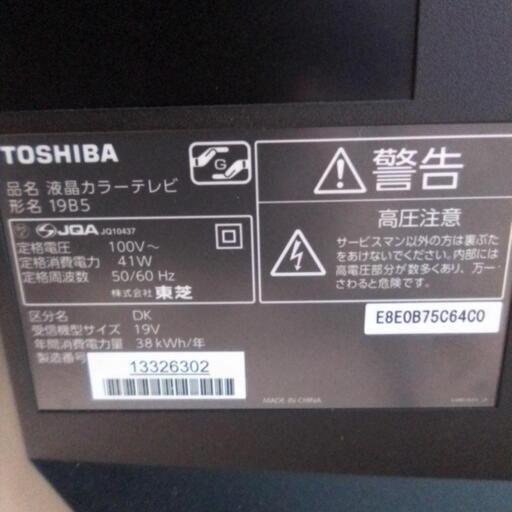 TOSHIBA
G
品名 液晶カラーテレビ
形名 19B5
JQA JQ10437
定格電圧 100V～
定格消費電力 41W
定格周波数 50/60 Hz
株式会社 東芝
区分名 DK
受信機型サイズ 19V
年間消費電力量 38kWh/年
製造番号
13326302
警告
高圧注意
サービスマン以外の方は裏ぶた
をあけないでください。内部には
高電圧部分が数多くあり、万一
さわると危険です。
E8E0B75C64C0
MADE IN CHINA